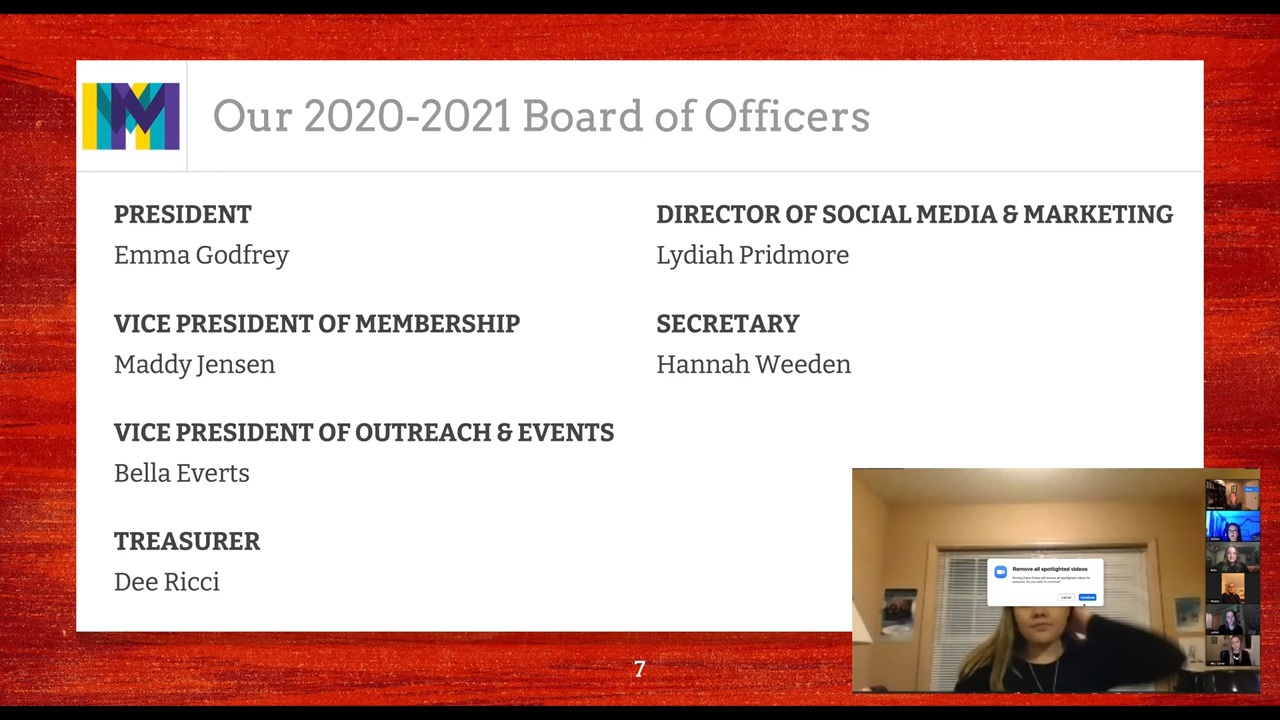 Our 2020-2021 Board of Officers
PRESIDENT
Emma Godfrey
VICE PRESIDENT OF MEMBERSHIP
Maddy Jensen
VICE PRESIDENT OF OUTREACH & EVENTS
Bella Everts
TREASURER
Dee Ricci
DIRECTOR OF SOCIAL MEDIA & MARKETING
Lydiah Pridmore
SECRETARY
Hannah Weeden
Remove all spotlighted videos
Cancel
Continue
7